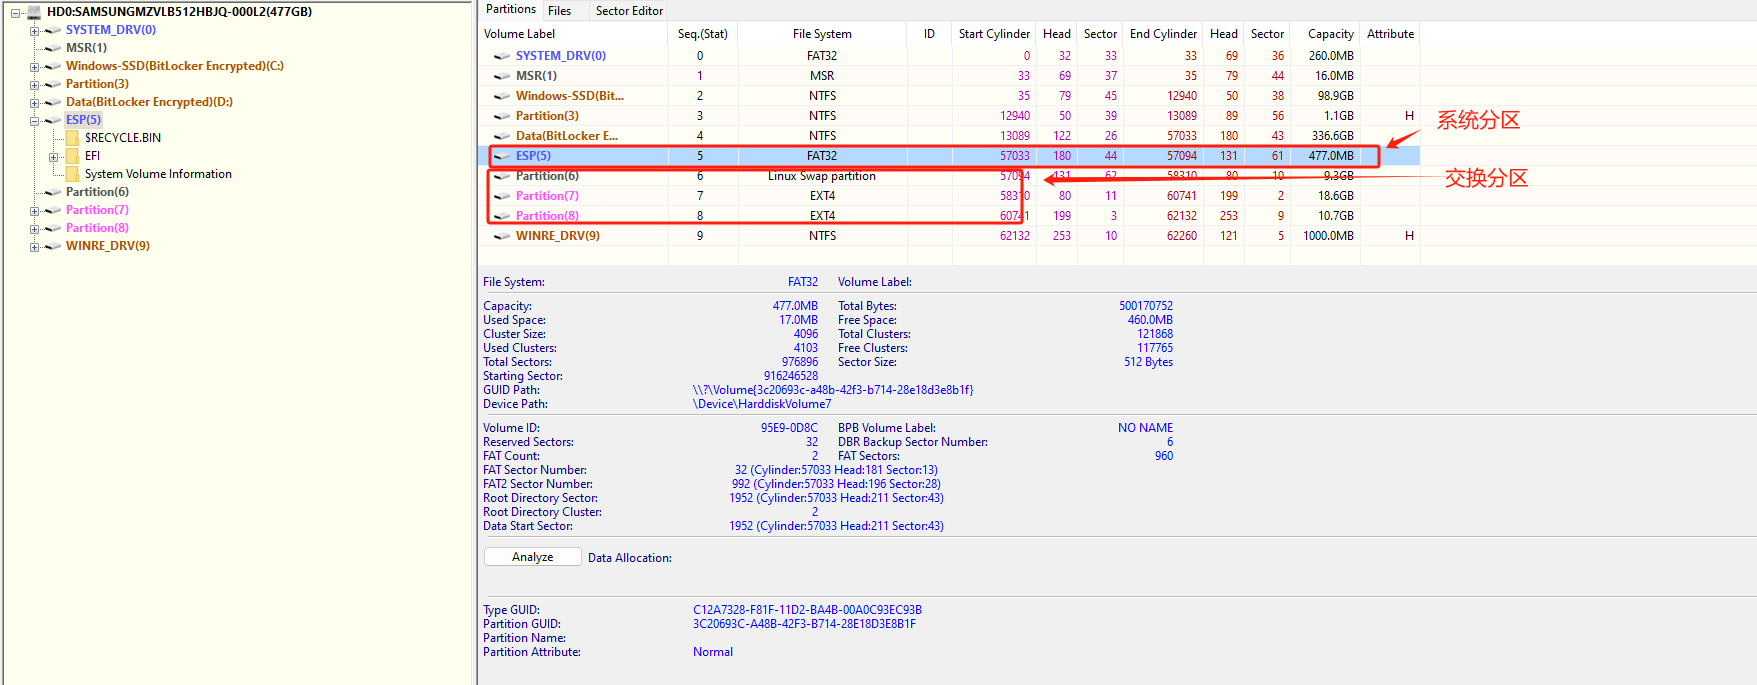 HD0:SAMSUNGMZVLB512HBJQ-000L2(477GB)
SYSTEM_DRV(0)
MSR(1)
Windows-SSD(BitLocker Encrypted)(C:)
Partition(3)
Data(BitLocker Encrypted)(D:)
ESP(5)
$RECYCLE.BIN
EFI
System Volume Information
Partition(6)
Partition(7)
Partition(8)
WINRE_DRV(9)
Partitions Files Sector Editor
Volume Label Seq.(Stat) File System ID Start Cylinder Head Sector End Cylinder Head Sector Capacity Attribute
SYSTEM_DRV(0) 0 FAT32 0 32 33 33 69 36 260.0MB
MSR(1) 1 MSR 33 69 37 35 79 44 16.0MB
Windows-SSD(Bit... 2 NTFS 35 79 45 12940 50 38 98.9GB
Partition(3) 3 NTFS 12940 50 39 13089 89 56 1.1GB H
Data(BitLocker E... 4 NTFS 13089 122 26 57033 180 43 336.6GB
系统分区
ESP(5) 5 FAT32 57033 180 44 57094 131 61 477.0MB
Partition(6) 6 Linux Swap partition 57094 131 62 58310 80 10 9.3GB
交换分区
Partition(7) 7 EXT4 58310 80 11 60741 199 2 18.6GB
Partition(8) 8 EXT4 60741 199 3 62132 253 9 10.7GB
WINRE_DRV(9) 9 NTFS 62132 253 10 62260 121 5 1000.0MB H
File System: FAT32 Volume Label:
Capacity: 477.0MB Total Bytes: 500170752
Used Space: 17.0MB Free Space: 460.0MB
Cluster Size: 4096 Total Clusters: 121868
Used Clusters: 4103 Free Clusters: 117765
Total Sectors: 976896 Sector Size: 512 Bytes
Starting Sector: 916246528
GUID Path: \\?\Volume{3c20693c-a48b-42f3-b714-28e18d3e8b1f}
Device Path: \Device\HarddiskVolume7
Volume ID: 95E9-0D8C BPB Volume Label: NO NAME
Reserved Sectors: 32 DBR Backup Sector Number: 6
FAT Count: 2 FAT Sectors: 960
FAT Sector Number: 32 (Cylinder:57033 Head:181 Sector:13)
FAT2 Sector Number: 992 (Cylinder:57033 Head:196 Sector:28)
Root Directory Sector: 1952 (Cylinder:57033 Head:211 Sector:43)
Root Directory Cluster: 2
Data Start Sector: 1952 (Cylinder:57033 Head:211 Sector:43)
Analyze Data Allocation:
Type GUID: C12A7328-F81F-11D2-BA4B-00A0C93EC93B
Partition GUID: 3C20693C-A48B-42F3-B714-28E18D3E8B1F
Partition Name:
Partition Attribute: Normal